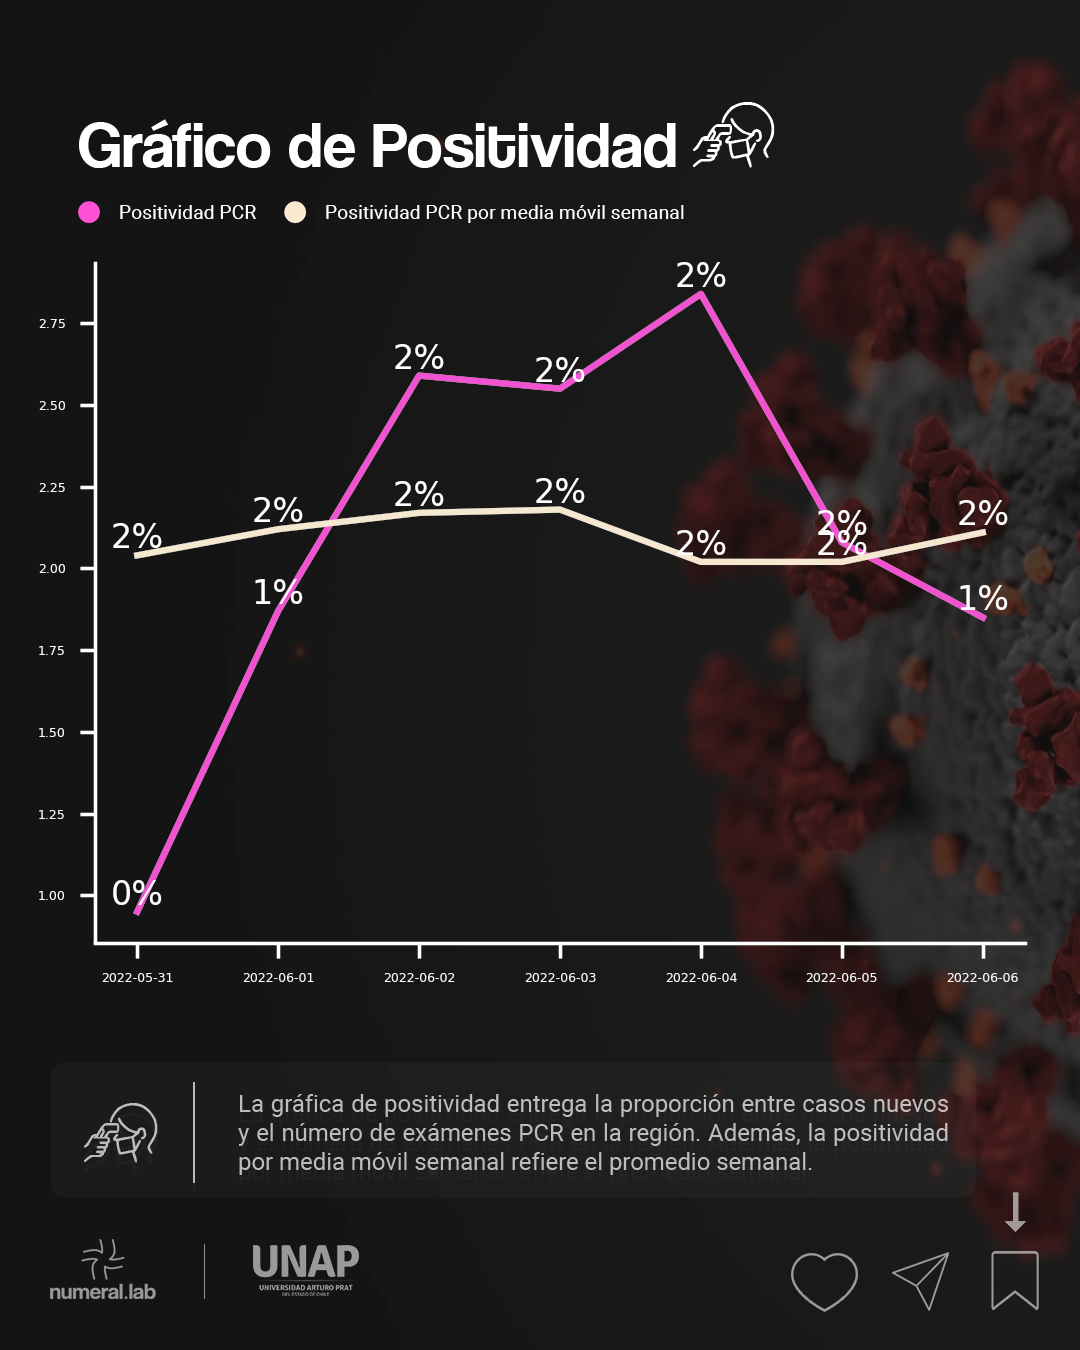 Gráfico de Positividad
Positividad PCR
Positividad PCR por media móvil semanal
2%
2.75
2%
2%
2.50
2%
2%
2.25
2%
2%
2%
2%
2%
2%
2%
2.00
1%
1%
1.75
1.50
1.25
0%
1.00
2022-05-31 2022-06-01 2022-06-02 2022-06-03 2022-06-04 2022-06-05 2022-06-06
La gráfica de positividad entrega la proporción entre casos nuevos
y el número de exámenes PCR en la región. Además, la positividad
por media móvil semanal refiere el promedio semanal.
numeral.lab
UNAP
UNIVERSIDAD ARTURO PRAT
DEL ESTADO DE CHILE